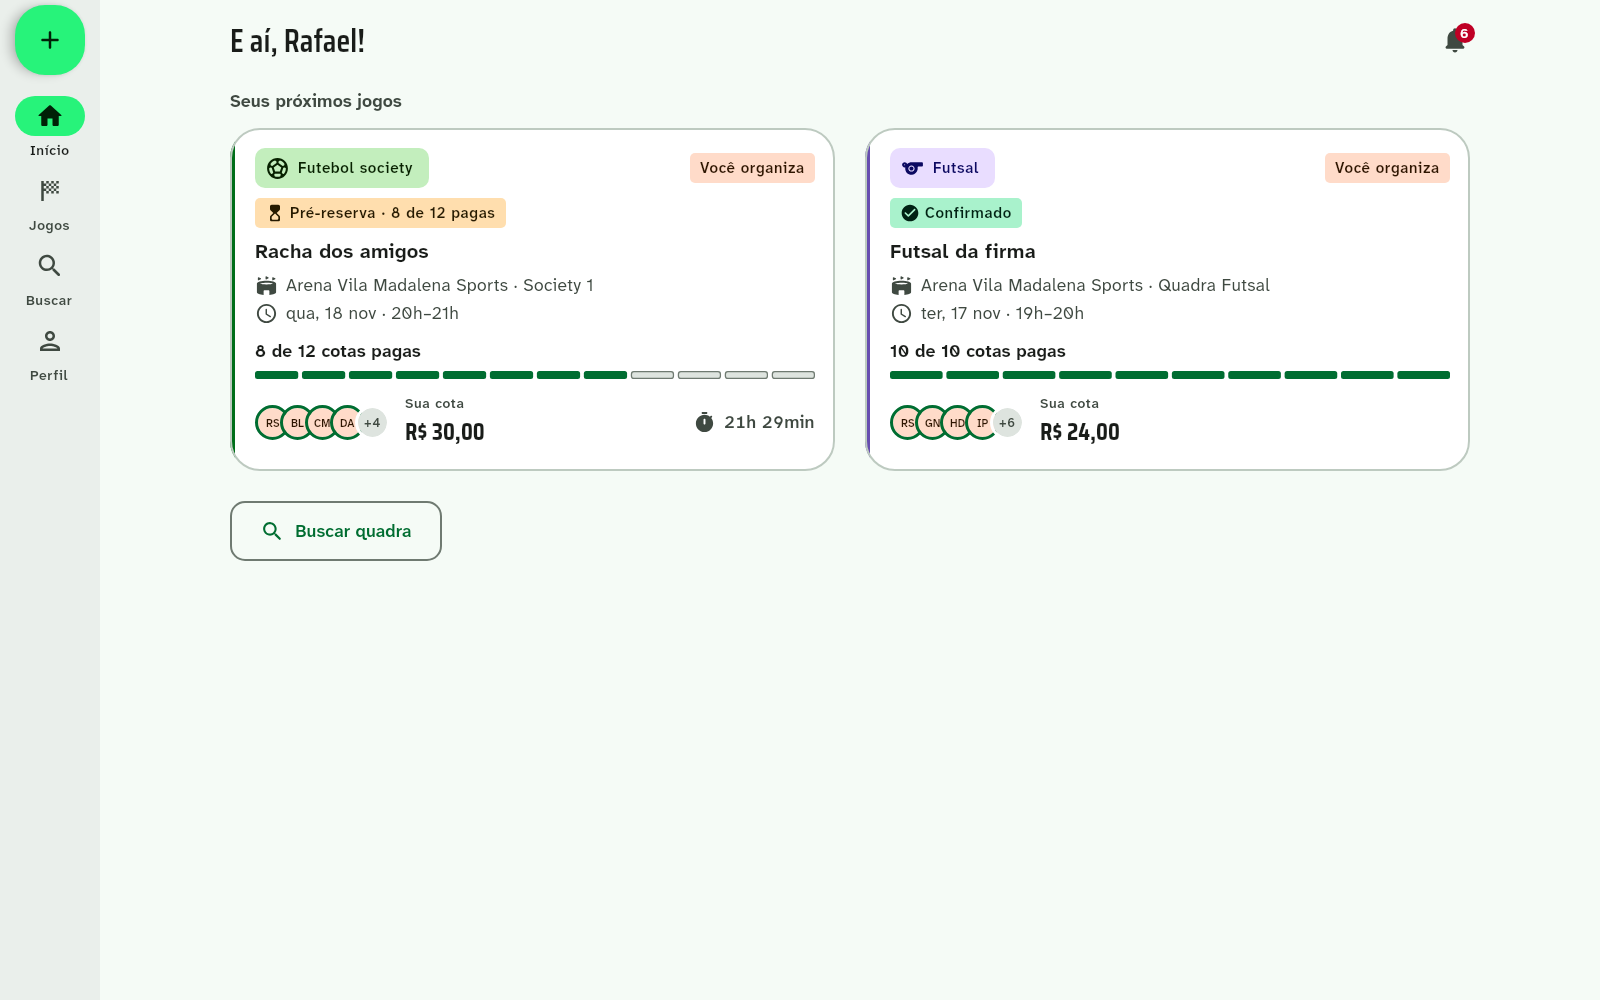 E aí, Rafael!
6
Início
Jogos
Buscar
Perfil
Seus próximos jogos
Futebol society
Você organiza
Pré-reserva · 8 de 12 pagas
Racha dos amigos
Arena Vila Madalena Sports · Society 1
qua, 18 nov · 20h–21h
8 de 12 cotas pagas
RS BL CM DA +4
Sua cota
R$ 30,00
21h 29min
Futsal
Você organiza
Confirmado
Futsal da firma
Arena Vila Madalena Sports · Quadra Futsal
ter, 17 nov · 19h–20h
10 de 10 cotas pagas
RS GN HD IP +6
Sua cota
R$ 24,00
Buscar quadra